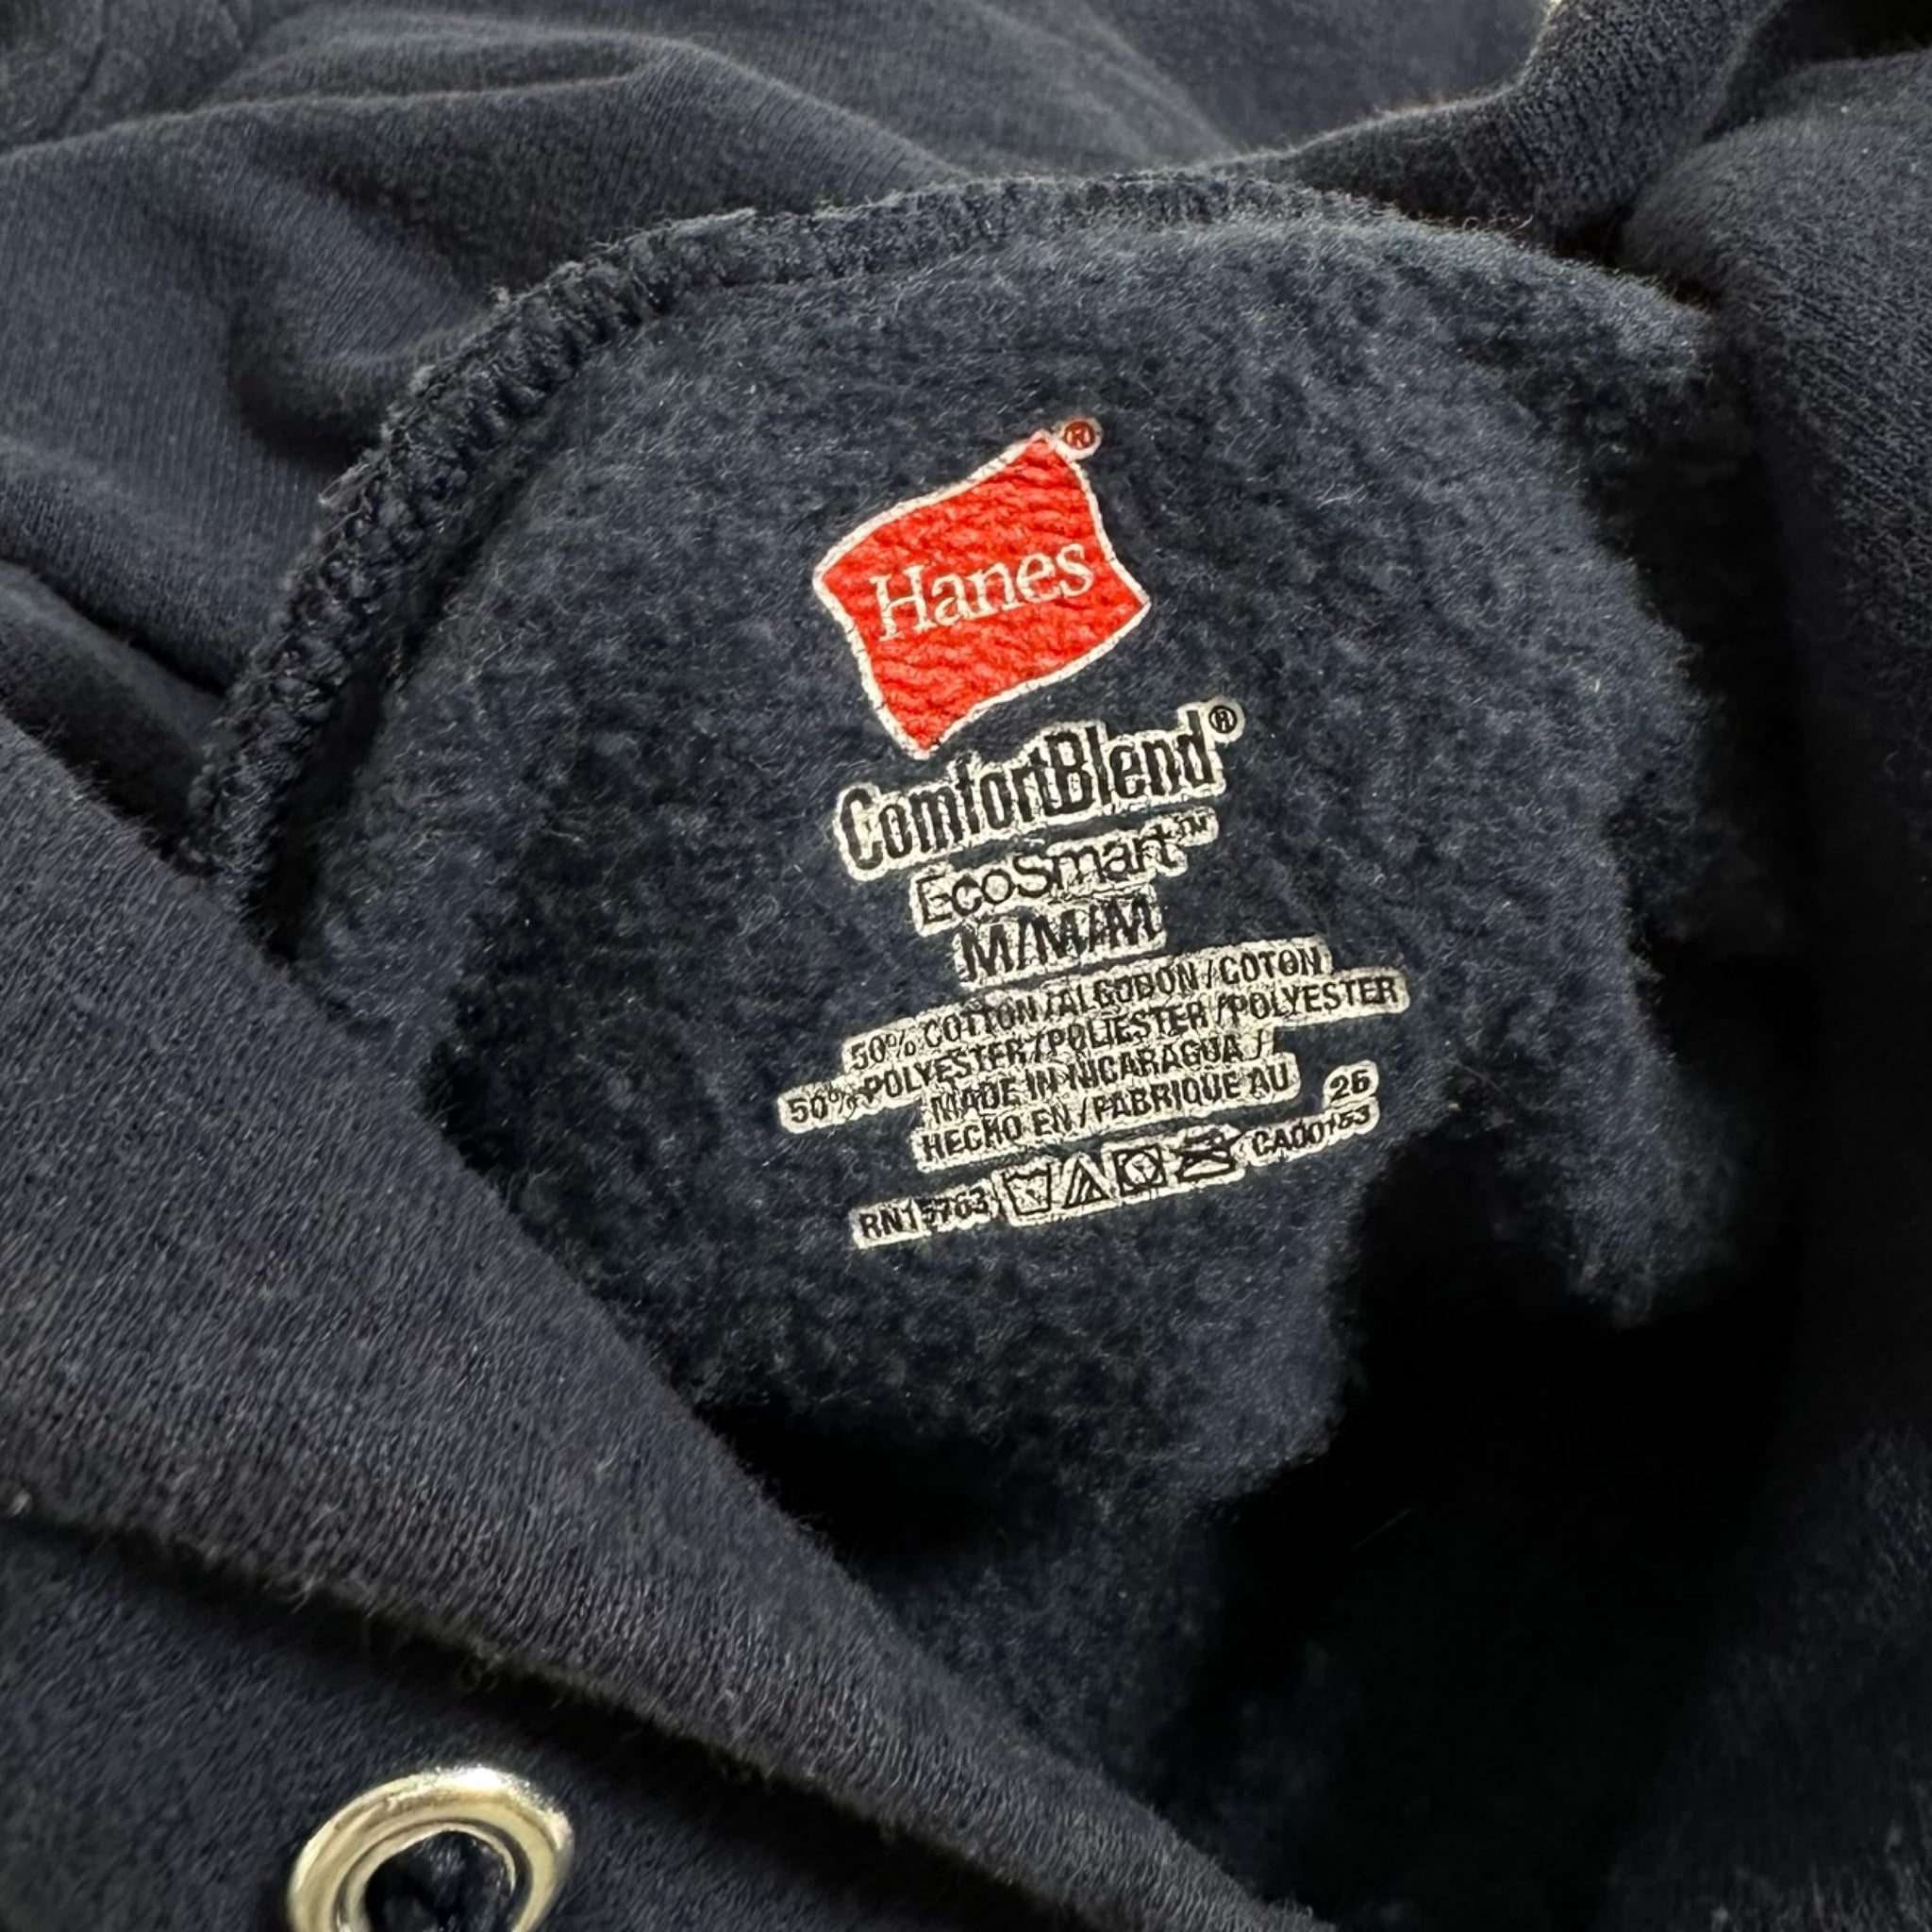 Hanes®
ComfortBlend®
EcoSmart™
M/M/M
50% COTTON/ALGODON/COTON
50% POLYESTER/POLIESTER/POLYESTER
MADE IN NICARAGUA/
HECHO EN/FABRIQUE AU
26
RN15763 CA00153